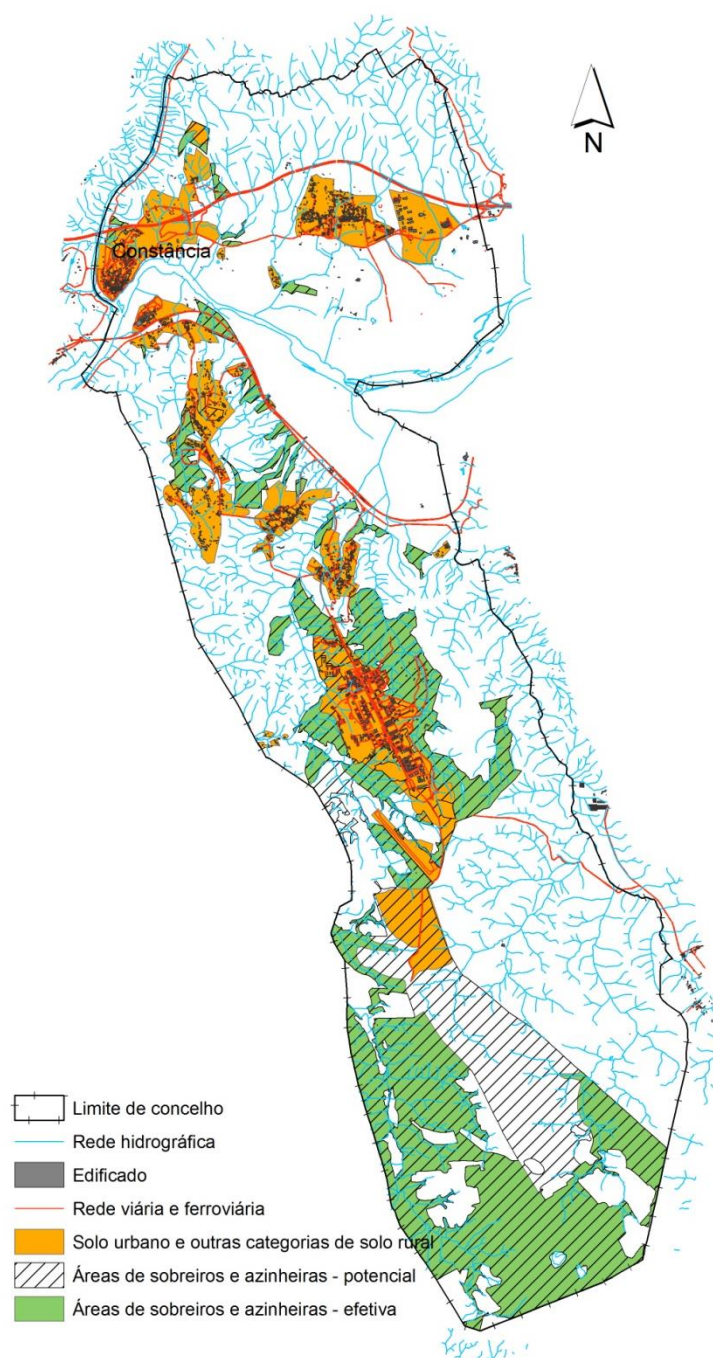 N
Constância
Limite de concelho
Rede hidrográfica
Edificado
Rede viária e ferroviária
Solo urbano e outras categorias de solo rural
Áreas de sobreiros e azinheiras - potencial
Áreas de sobreiros e azinheiras - efetiva